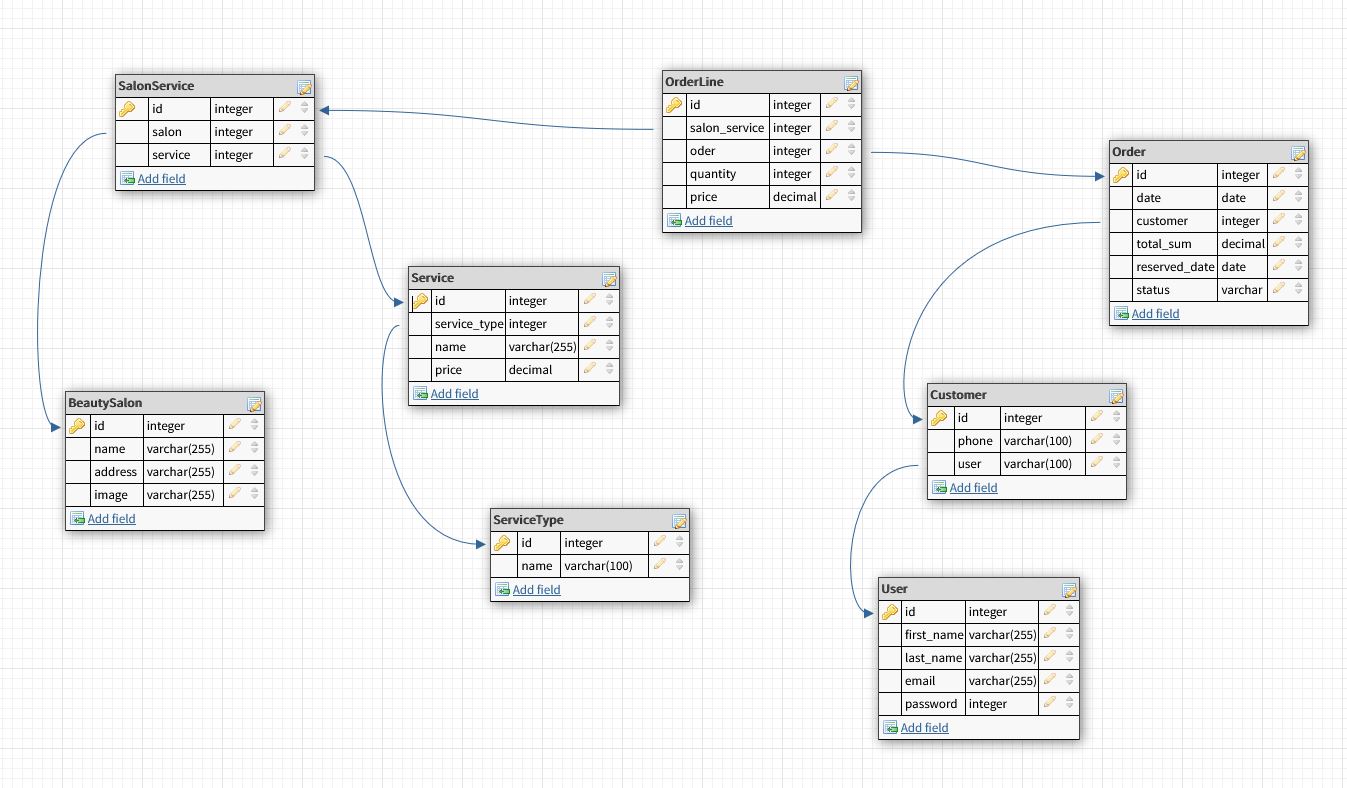 SalonService
id integer
salon integer
service integer
Add field
OrderLine
id integer
salon_service integer
oder integer
quantity integer
price decimal
Add field
Order
id integer
date date
customer integer
total_sum decimal
reserved_date date
status varchar
Add field
Service
id integer
service_type integer
name varchar(255)
price decimal
Add field
BeautySalon
id integer
name varchar(255)
address varchar(255)
image varchar(255)
Add field
Customer
id integer
phone varchar(100)
user varchar(100)
Add field
ServiceType
id integer
name varchar(100)
Add field
User
id integer
first_name varchar(255)
last_name varchar(255)
email varchar(255)
password integer
Add field